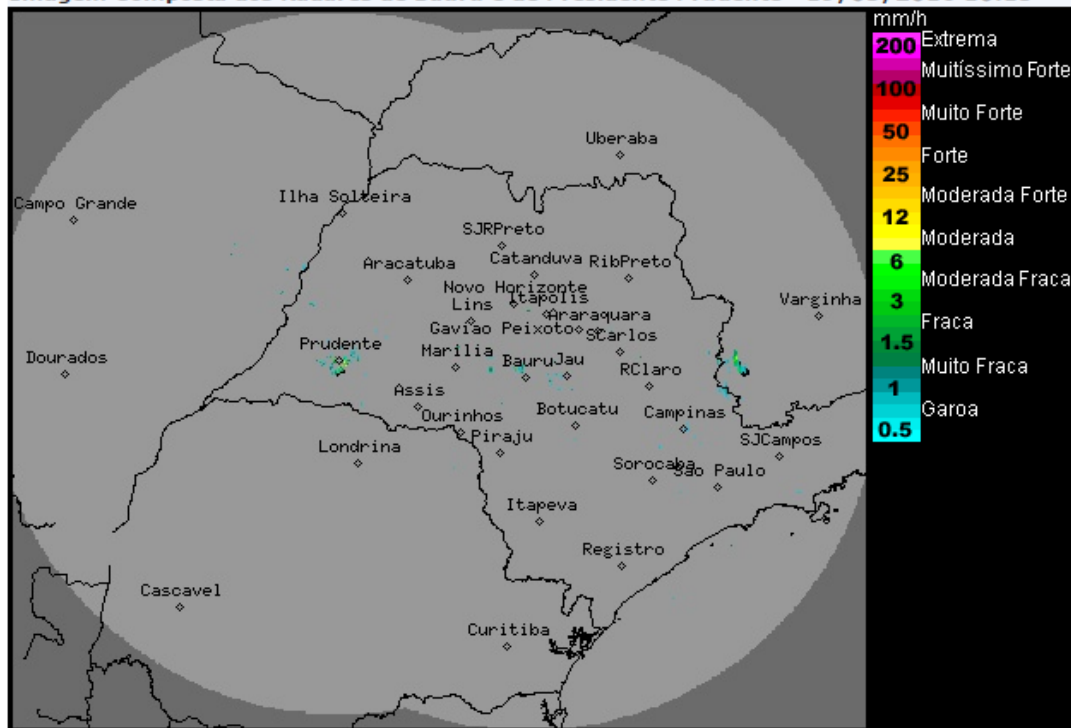 mm/h
200 Extrema
Muitíssimo Forte
100
Muito Forte
50
Forte
25
Moderada Forte
12
Moderada
6
Moderada Fraca
3
Fraca
1.5
Muito Fraca
1
Garoa
0.5
Uberaba
Campo Grande
Ilha Solteira
SJRPreto
Catanduva
RibPreto
Aracatuba
Novo Horizonte
Itapolis
Lins
Araraquara
Gaviao Peixoto
SCarlos
Varginha
Prudente
Marilia
Dourados
Bauru
Jau
RClaro
Assis
Ourinhos
Botucatu
Campinas
Piraju
Londrina
SJCampos
Sorocaba
Sao Paulo
Itapeva
Registro
Cascavel
Curitiba